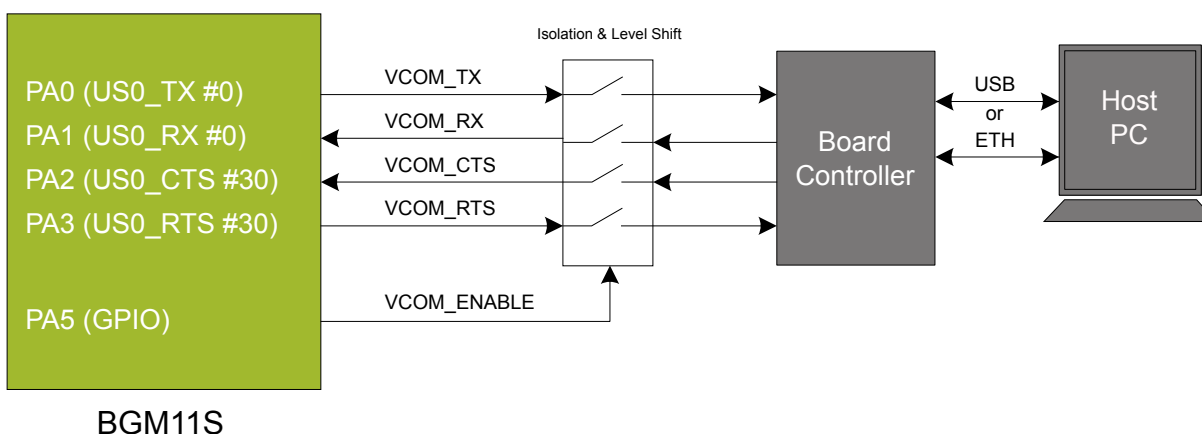 Isolation & Level Shift
PA0 (US0_TX #0)
PA1 (US0_RX #0)
PA2 (US0_CTS #30)
PA3 (US0_RTS #30)
PA5 (GPIO)
VCOM_TX
VCOM_RX
VCOM_CTS
VCOM_RTS
VCOM_ENABLE
Board
Controller
USB
or
ETH
Host
PC
BGM11S